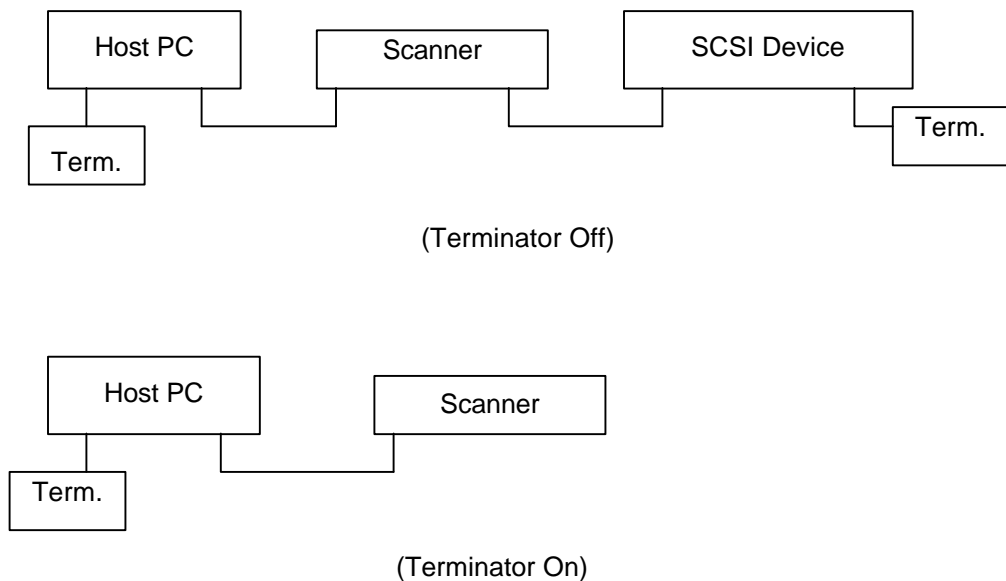 Host PC
Scanner
SCSI Device
Term.
Term.
(Terminator Off)
Host PC
Scanner
Term.
(Terminator On)